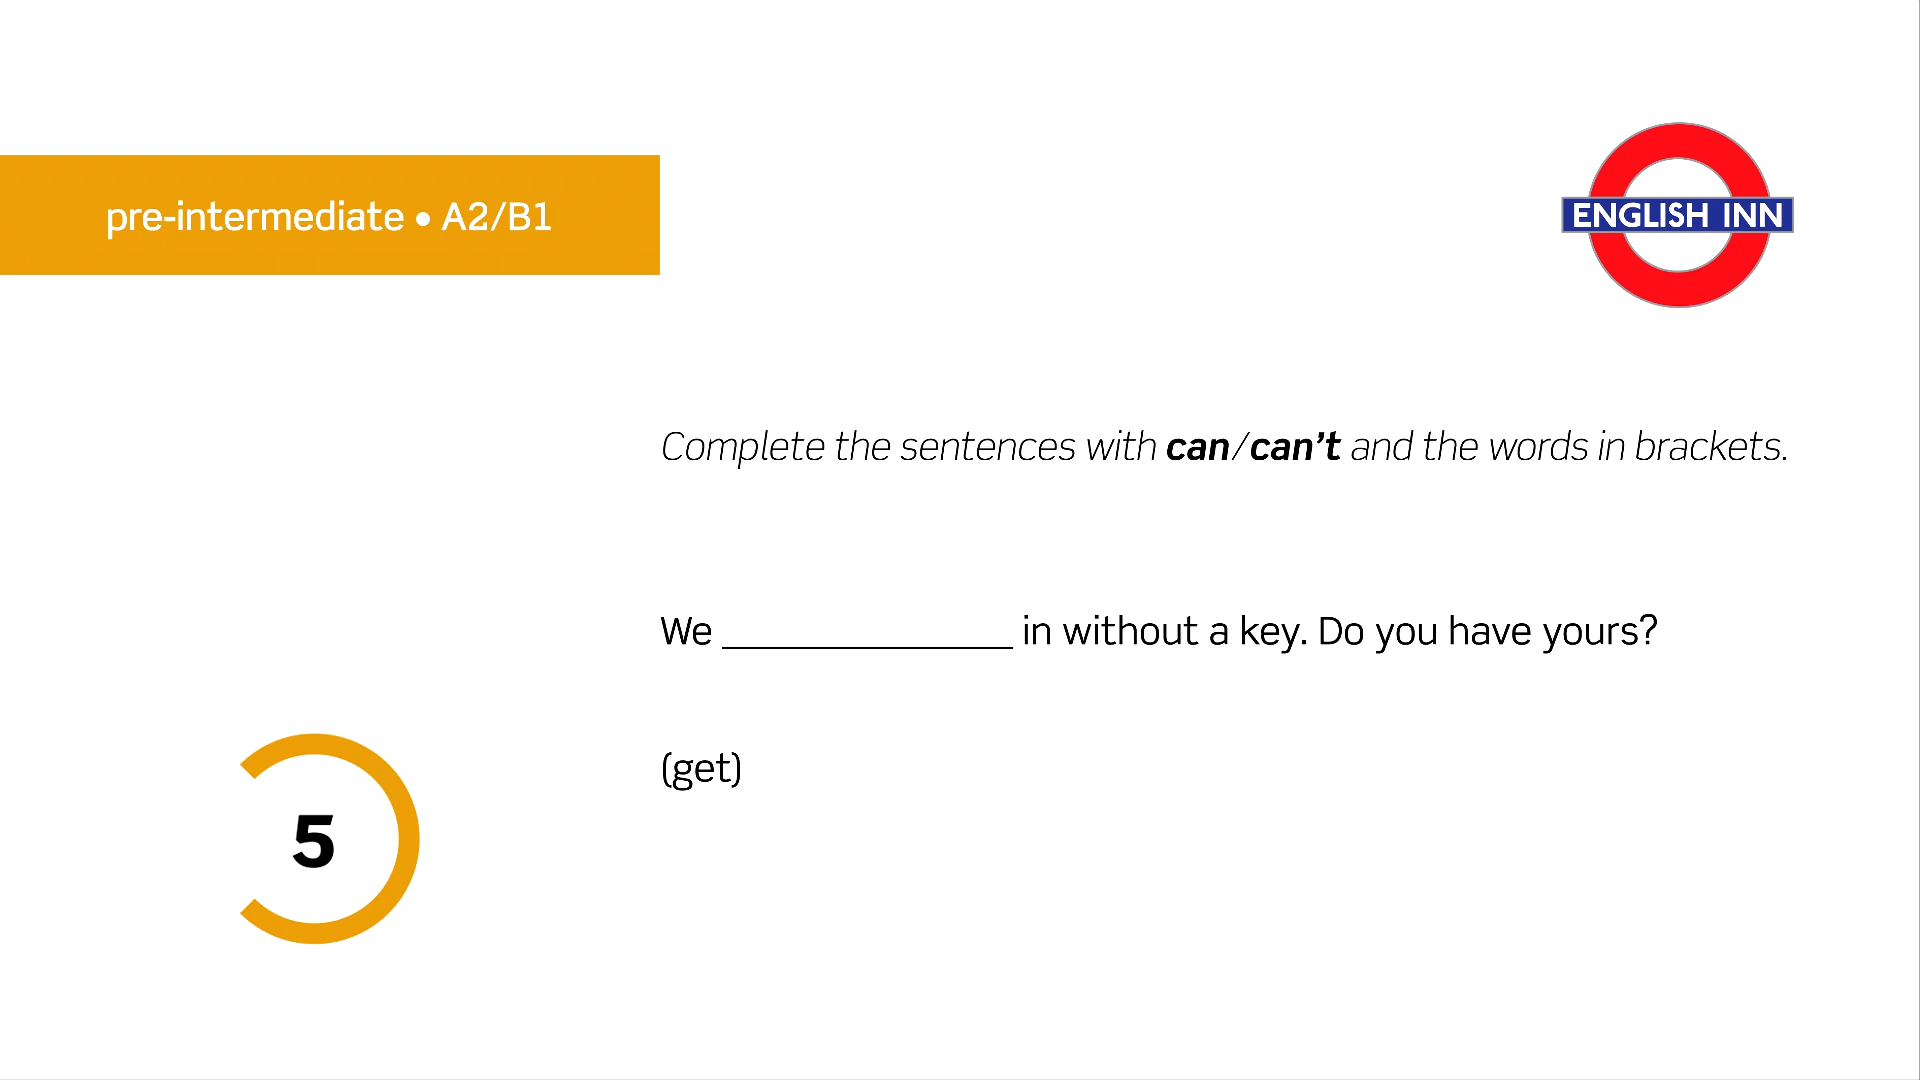 pre-intermediate • A2/B1
ENGLISH INN
Complete the sentences with can/can’t and the words in brackets.
We ______________ in without a key. Do you have yours?
(get)
5